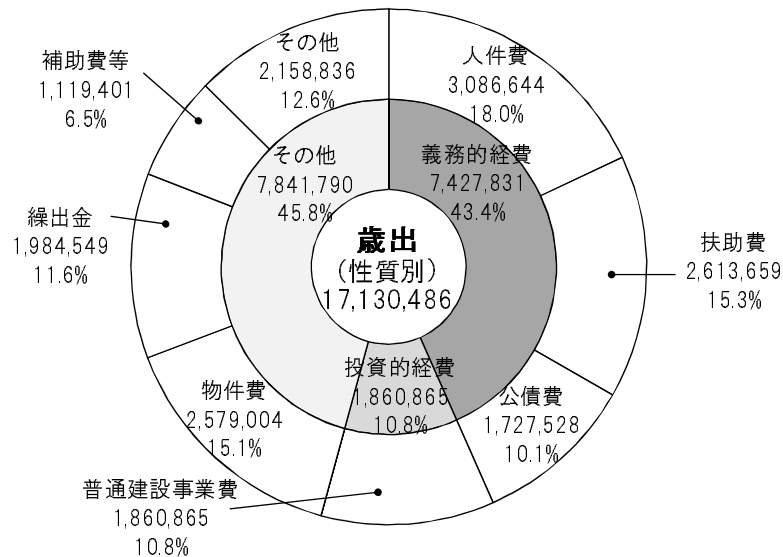 歳出
(性質別)
17,130,486
義務的経費
7,427,831
43.4%
投資的経費
1,860,865
10.8%
その他
7,841,790
45.8%
人件費
3,086,644
18.0%
扶助費
2,613,659
15.3%
公債費
1,727,528
10.1%
普通建設事業費
1,860,865
10.8%
物件費
2,579,004
15.1%
繰出金
1,984,549
11.6%
補助費等
1,119,401
6.5%
その他
2,158,836
12.6%